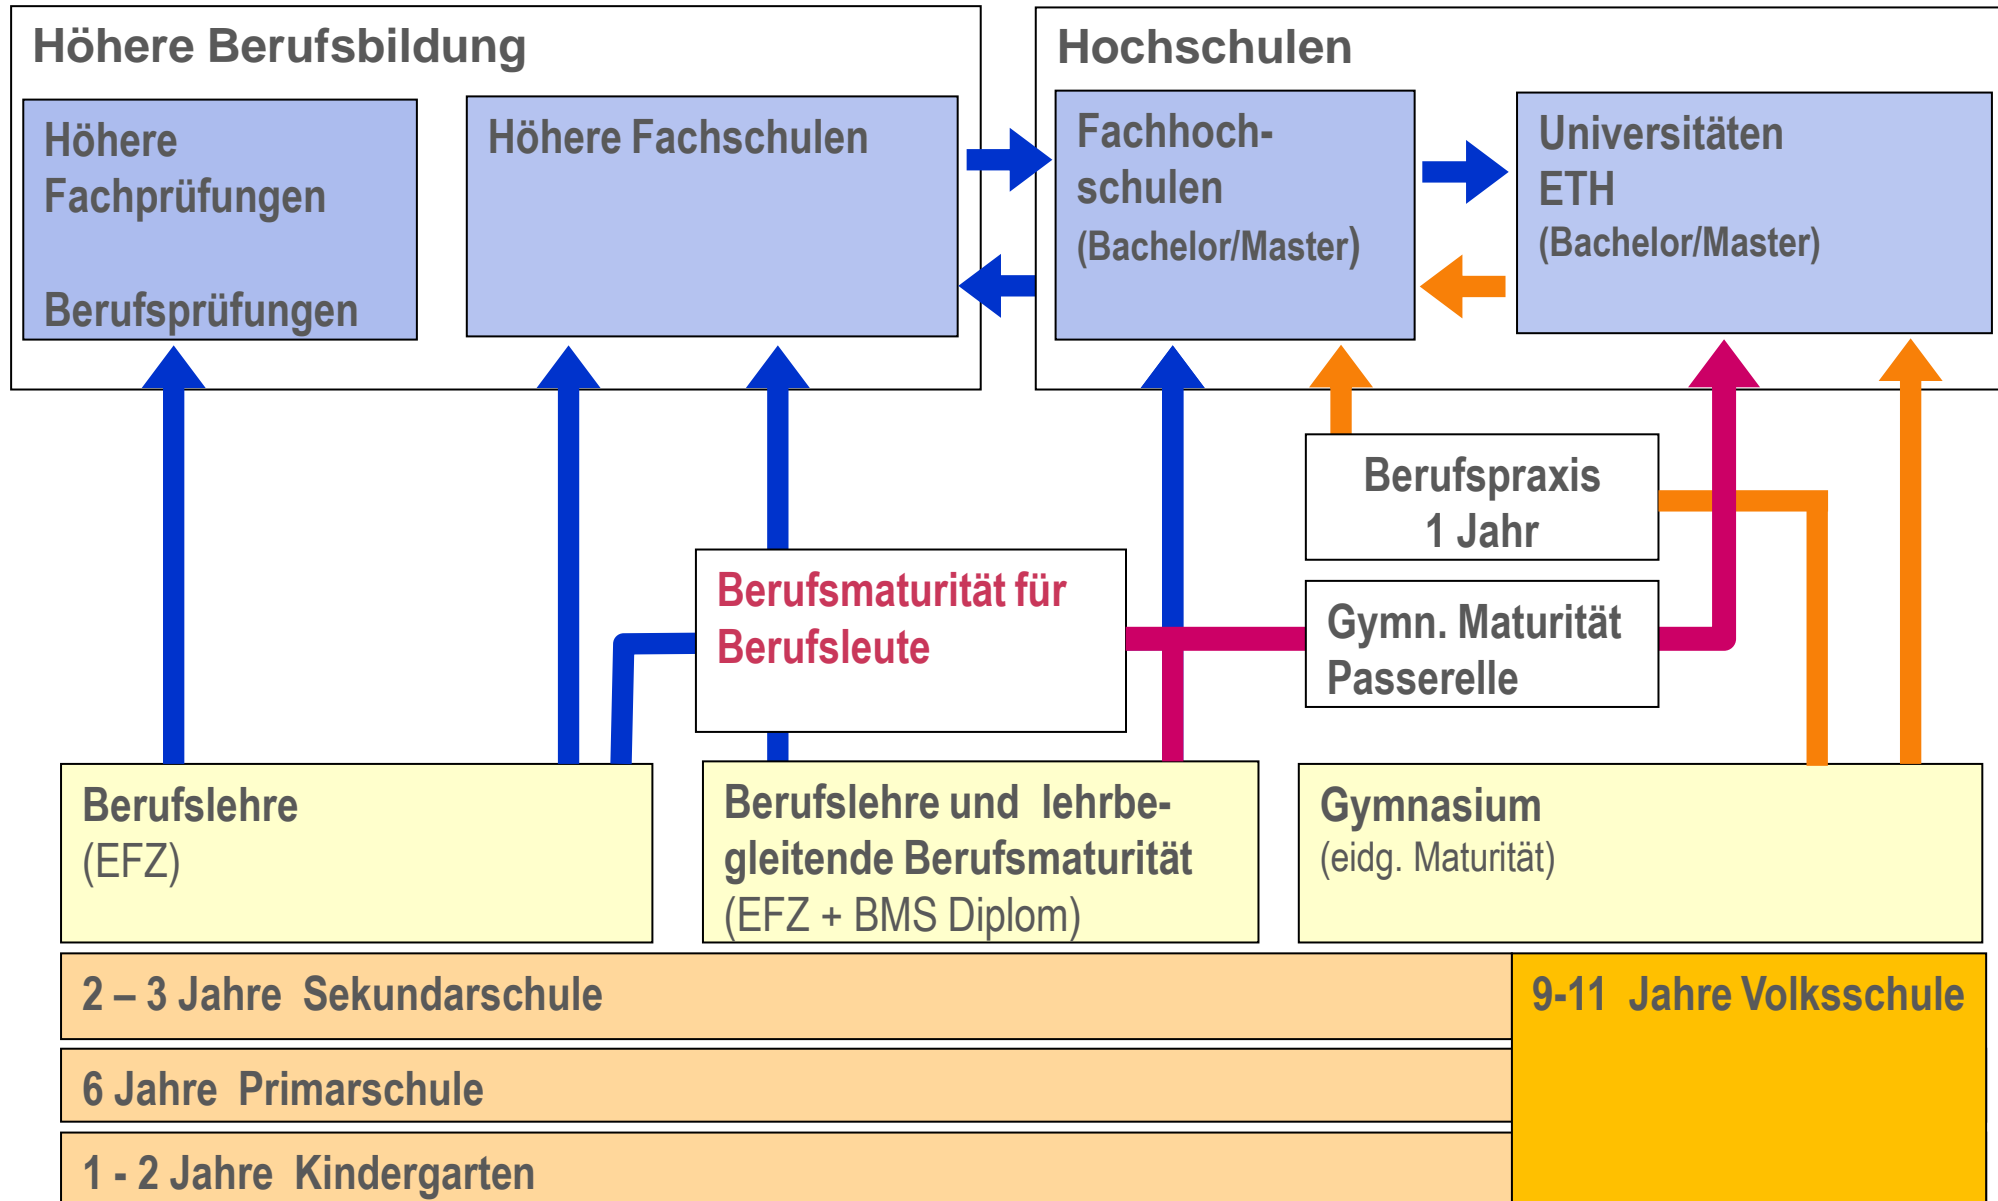 Höhere Berufsbildung
Höhere
Fachprüfungen
Berufsprüfungen
Höhere Fachschulen
Hochschulen
Fachhoch-
schulen
(Bachelor/Master)
Universitäten
ETH
(Bachelor/Master)
Berufspraxis
1 Jahr
Berufsmaturität für
Berufsleute
Gymn. Maturität
Passerelle
Berufslehre
(EFZ)
Berufslehre und lehrbe-
gleitende Berufsmaturität
(EFZ + BMS Diplom)
Gymnasium
(eidg. Maturität)
2 – 3 Jahre Sekundarschule
9-11 Jahre Volksschule
6 Jahre Primarschule
1 - 2 Jahre Kindergarten